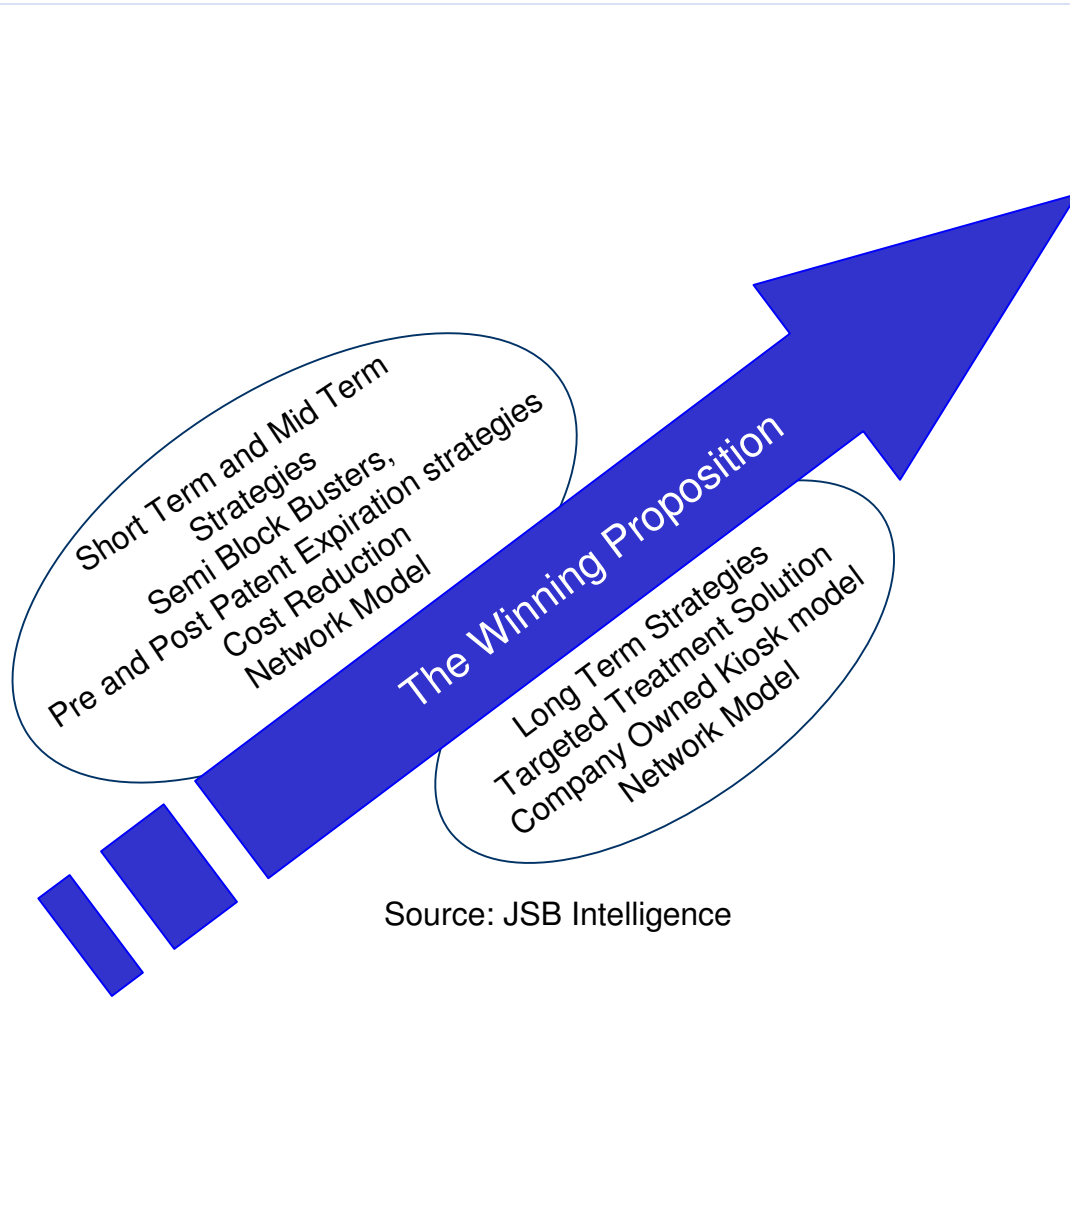 Short Term and Mid Term
Strategies
Semi Block Busters,
Pre and Post Patent Expiration strategies
Cost Reduction
Network Model
The Winning Proposition
Long Term Strategies
Targeted Treatment Solution
Company Owned Kiosk model
Network Model
Source: JSB Intelligence